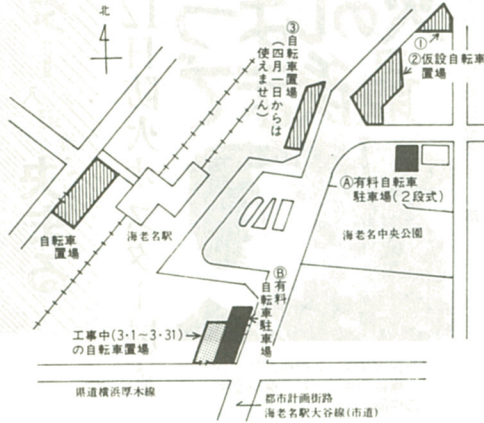 北
③自転車置場
(四月一日からは
使えません)
①
②仮設自転車
置場
Ⓐ有料自転車
駐車場(2段式)
海老名中央公園
自転車
置場
海老名駅
Ⓑ有料
自転車駐車場
工事中(3・1〜3・31)
の自転車置場
県道横浜厚木線
都市計画街路
海老名駅大谷線(市道)